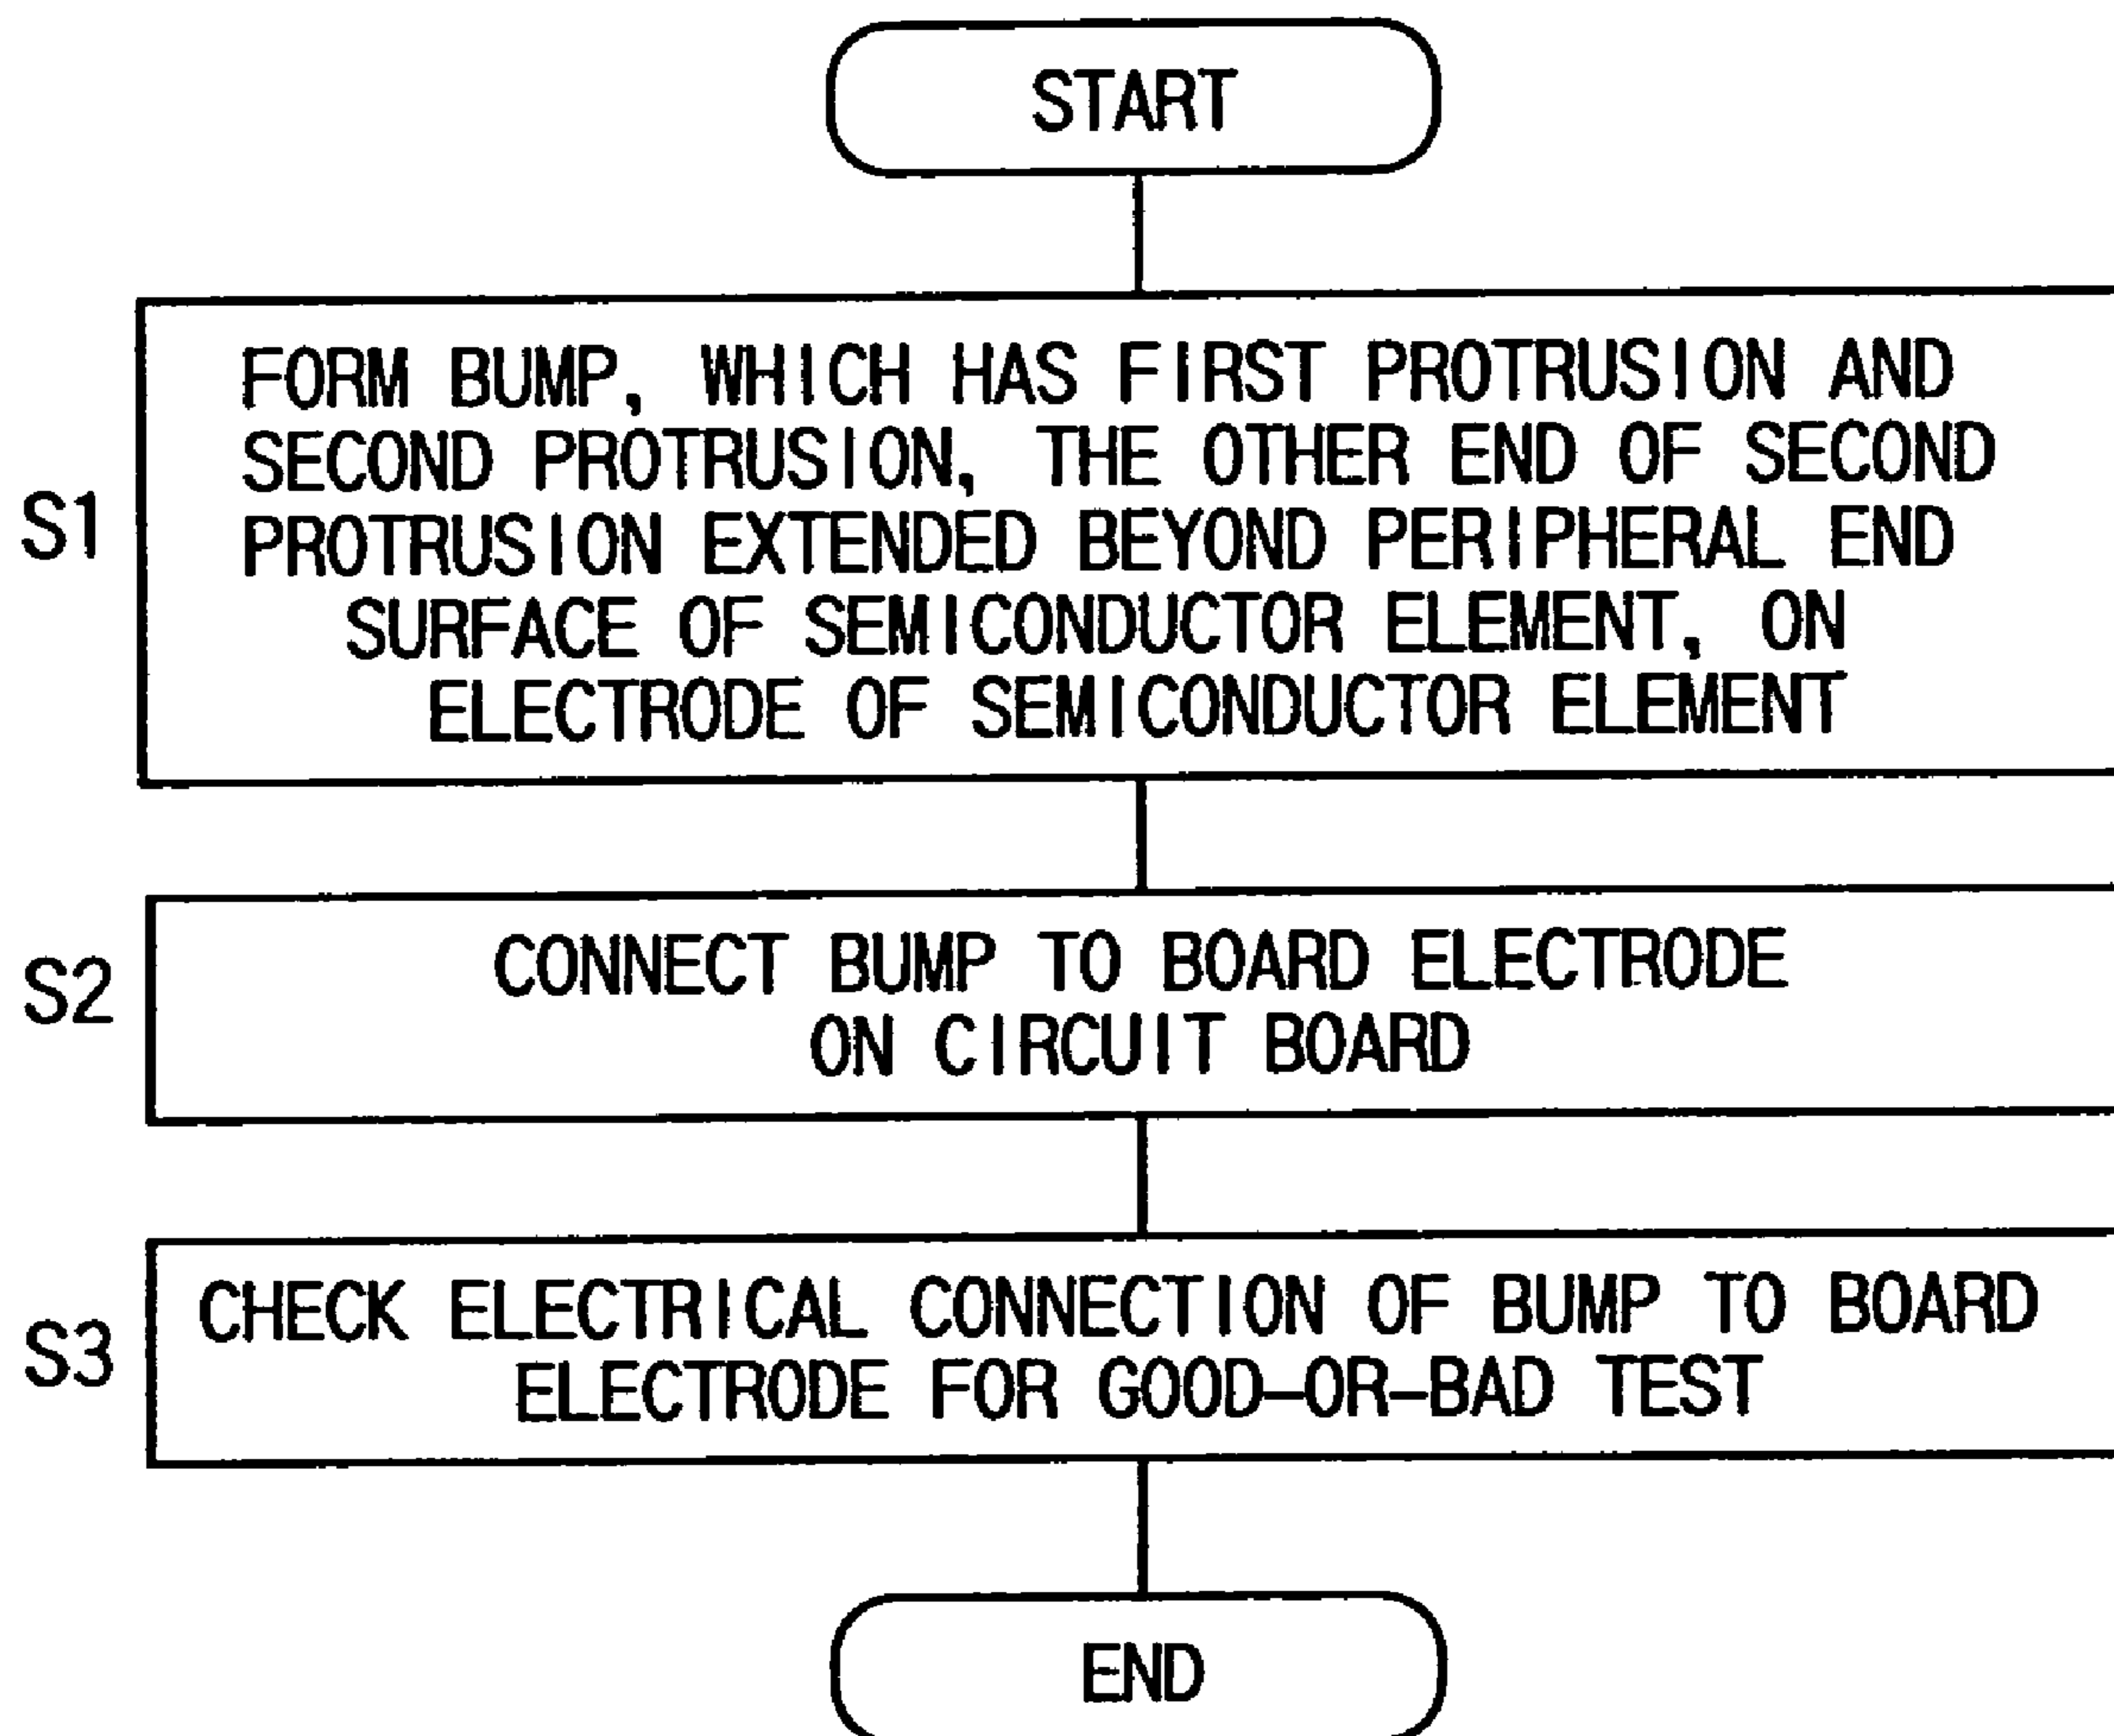 START
FORM BUMP, WHICH HAS FIRST PROTRUSION AND
SECOND PROTRUSION, THE OTHER END OF SECOND
S1
PROTRUSION EXTENDED BEYOND PERIPHERAL END
SURFACE OF SEMICONDUCTOR ELEMENT, ON
ELECTRODE OF SEMICONDUCTOR ELEMENT
S2
CONNECT BUMP TO BOARD ELECTRODE
ON CIRCUIT BOARD
S3
CHECK ELECTRICAL CONNECTION OF BUMP TO BOARD
ELECTRODE FOR GOOD-OR-BAD TEST
END